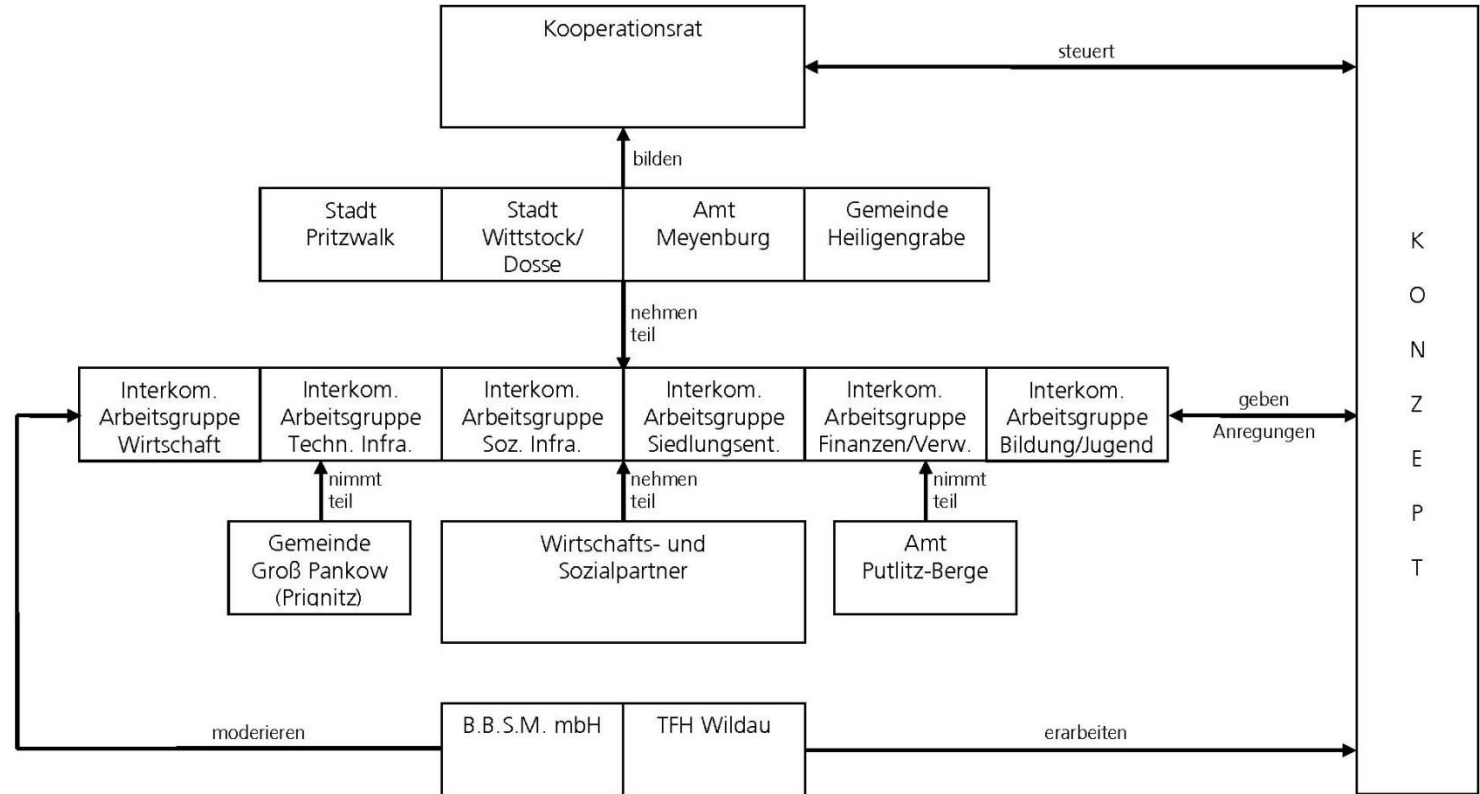 Kooperationsrat
steuert
bilden
Stadt
Pritzwalk
Stadt
Wittstock/
Dosse
Amt
Meyenburg
Gemeinde
Heiligengrabe
nehmen
teil
Interkom.
Arbeitsgruppe
Wirtschaft
Interkom.
Arbeitsgruppe
Techn. Infra.
Interkom.
Arbeitsgruppe
Soz. Infra.
Interkom.
Arbeitsgruppe
Siedlungsent.
Interkom.
Arbeitsgruppe
Finanzen/Verw.
Interkom.
Arbeitsgruppe
Bildung/Jugend
geben
Anregungen
nimmt
teil
nehmen
teil
nimmt
teil
Gemeinde
Groß Pankow
(Prignitz)
Wirtschafts- und
Sozialpartner
Amt
Putlitz-Berge
moderieren
B.B.S.M. mbH
TFH Wildau
erarbeiten
K
O
N
Z
E
P
T